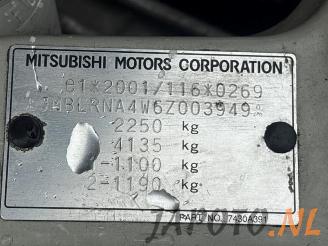 MITSUBISHI MOTORS CORPORATION
e1*2001/116*0269
JMBLRNA4W6Z003949
2250 kg
4135 kg
1-1100 kg
2-1190 kg
PART NO. 7430A391
JAPOTO.NL